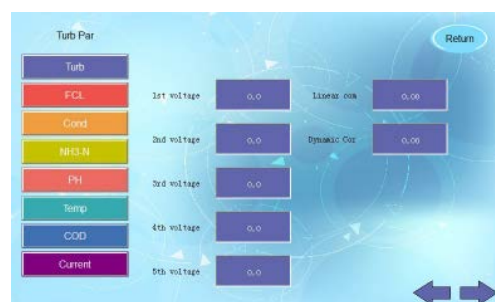 Turb Par
Return
Turb
FCL
Cond
NH3-N
PH
Temp
COD
Current
1st voltage 0.0 Linear com 0.00
2nd voltage 0.0 Dynamic Cor 0.00
3rd voltage 0.0
4th voltage 0.0
5th voltage 0.0